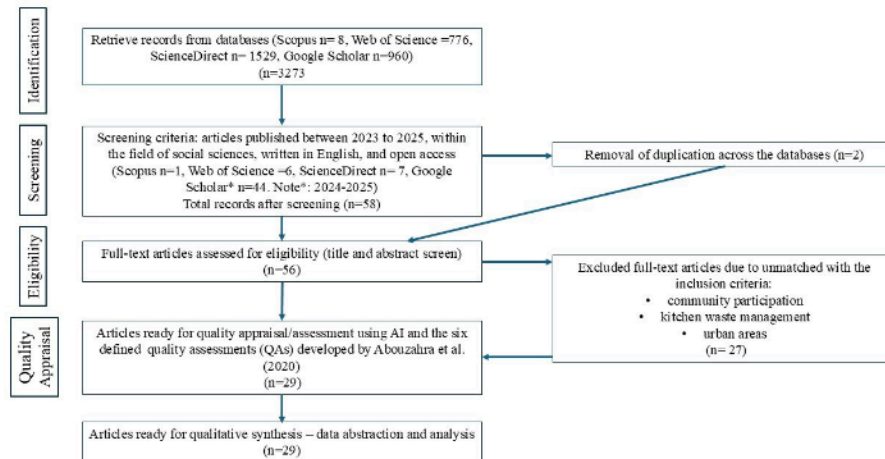 Identification
Retrieve records from databases (Scopus n= 8, Web of Science =776,
ScienceDirect n= 1529, Google Scholar n=960)
(n=3273
Screening
Screening criteria: articles published between 2023 to 2025, within
the field of social sciences, written in English, and open access
(Scopus n=1, Web of Science =6, ScienceDirect n= 7, Google
Scholar* n=44. Note*: 2024-2025)
Total records after screening (n=58)
Removal of duplication across the databases (n=2)
Eligibility
Full-text articles assessed for eligibility (title and abstract screen)
(n=56)
Excluded full-text articles due to unmatched with the
inclusion criteria:
• community participation
• kitchen waste management
• urban areas
(n= 27)
Quality
Appraisal
Articles ready for quality appraisal/assessment using AI and the six
defined quality assessments (QAs) developed by Abouzahra et al.
(2020)
(n=29)
Articles ready for qualitative synthesis – data abstraction and analysis
(n=29)